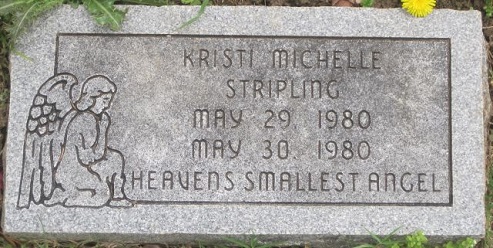 KRISTI MICHELLE
STRIPLING
MAY 29, 1980
MAY 30, 1980
HEAVENS SMALLEST ANGEL